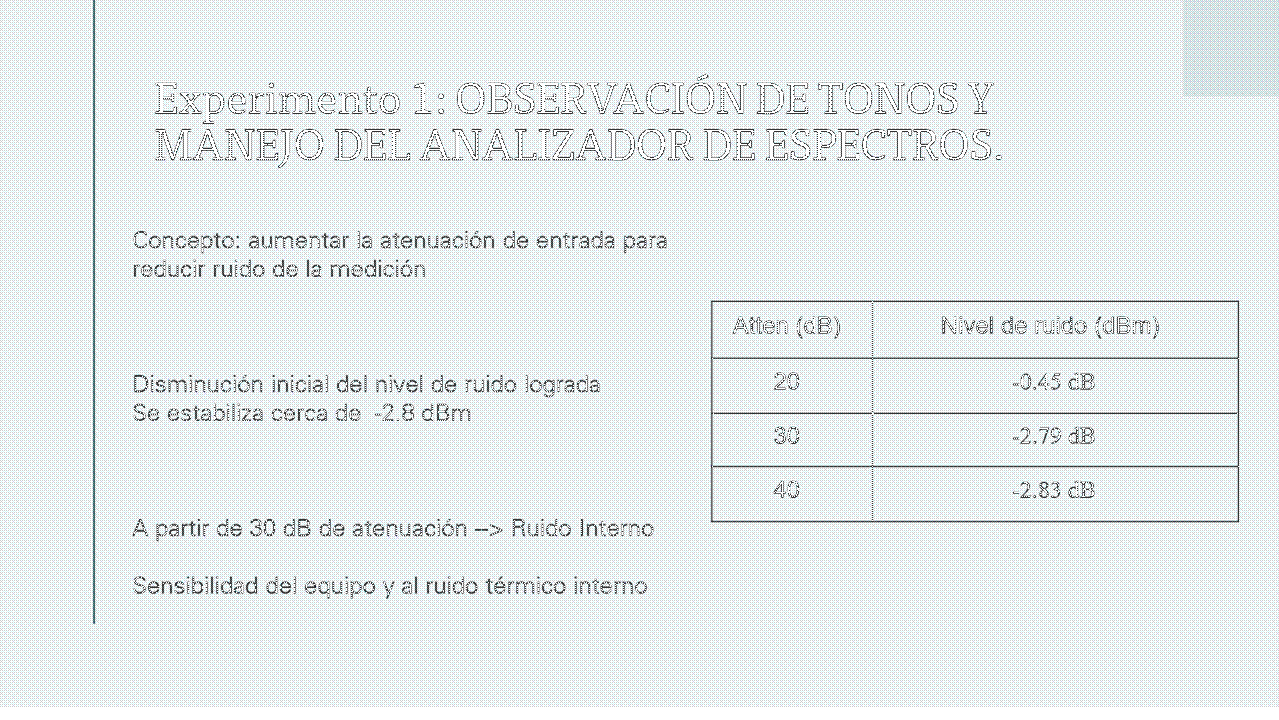 Experimento 1: OBSERVACIÓN DE TONOS Y
MANEJO DEL ANALIZADOR DE ESPECTROS.
Concepto: aumentar la atenuación de entrada para
reducir ruido de la medición
Disminución inicial del nivel de ruido lograda
Se estabiliza cerca de -2.8 dBm
A partir de 30 dB de atenuación --> Ruido Interno
Sensibilidad del equipo y al ruido térmico interno
Atten (dB) Nivel de ruido (dBm)
20 -0.45 dB
30 -2.79 dB
40 -2.83 dB